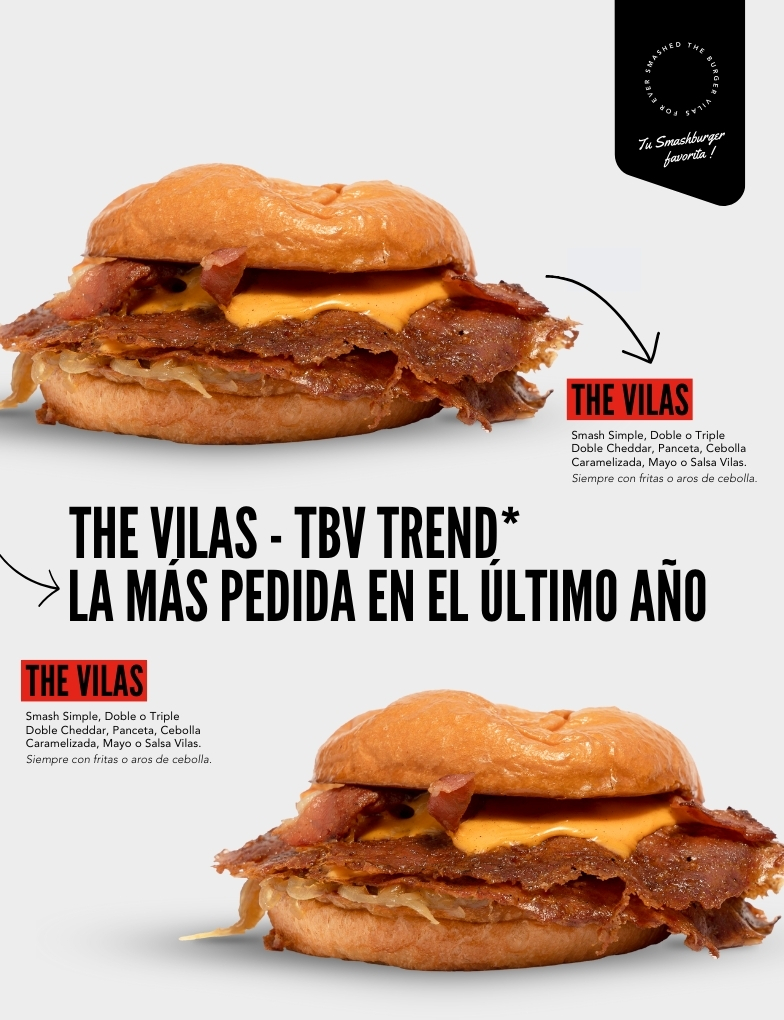 FOR EVER SMASHED THE BURGER VILAS
Tu Smashburger
favorita !
THE VILAS
Smash Simple, Doble o Triple
Doble Cheddar, Panceta, Cebolla
Caramelizada, Mayo o Salsa Vilas.
Siempre con fritas o aros de cebolla.
THE VILAS - TBV TREND*
LA MÁS PEDIDA EN EL ÚLTIMO AÑO
THE VILAS
Smash Simple, Doble o Triple
Doble Cheddar, Panceta, Cebolla
Caramelizada, Mayo o Salsa Vilas.
Siempre con fritas o aros de cebolla.